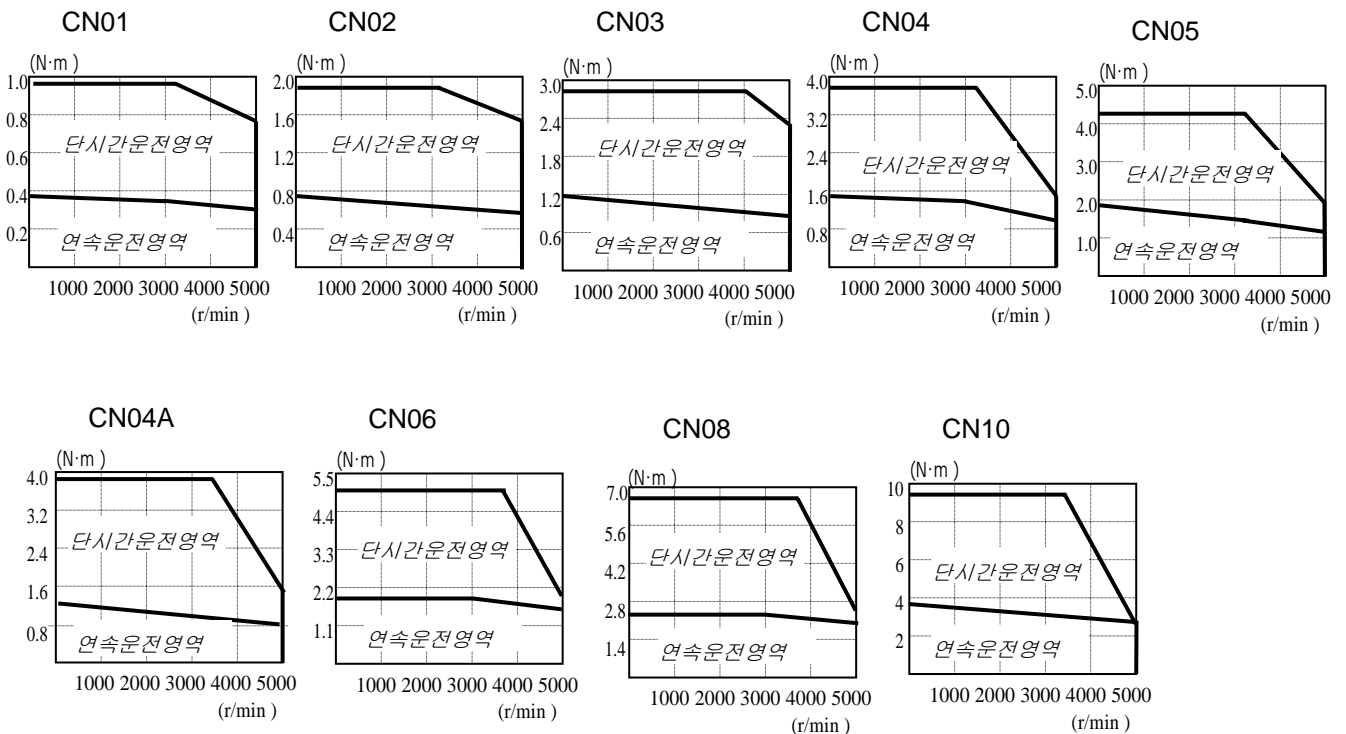 CN01
(N·m )
1.0
0.8
0.6
0.4
0.2
단시간운전영역
연속운전영역
1000 2000 3000 4000 5000
(r/min )
CN02
(N·m )
2.0
1.6
1.2
0.8
0.4
단시간운전영역
연속운전영역
1000 2000 3000 4000 5000
(r/min )
CN03
(N·m )
3.0
2.4
1.8
1.2
0.6
단시간운전영역
연속운전영역
1000 2000 3000 4000 5000
(r/min )
CN04
(N·m )
4.0
3.2
2.4
1.6
0.8
단시간운전영역
연속운전영역
1000 2000 3000 4000 5000
(r/min )
CN05
(N·m )
5.0
4.0
3.0
2.0
1.0
단시간운전영역
연속운전영역
1000 2000 3000 4000 5000
(r/min )
CN04A
(N·m )
4.0
3.2
2.4
1.6
0.8
단시간운전영역
연속운전영역
1000 2000 3000 4000 5000
(r/min )
CN06
(N·m )
5.5
4.4
3.3
2.2
1.1
단시간운전영역
연속운전영역
1000 2000 3000 4000 5000
(r/min )
CN08
(N·m )
7.0
5.6
4.2
2.8
1.4
단시간운전영역
연속운전영역
1000 2000 3000 4000 5000
(r/min )
CN10
(N·m )
10
8
6
4
2
단시간운전영역
연속운전영역
1000 2000 3000 4000 5000
(r/min )